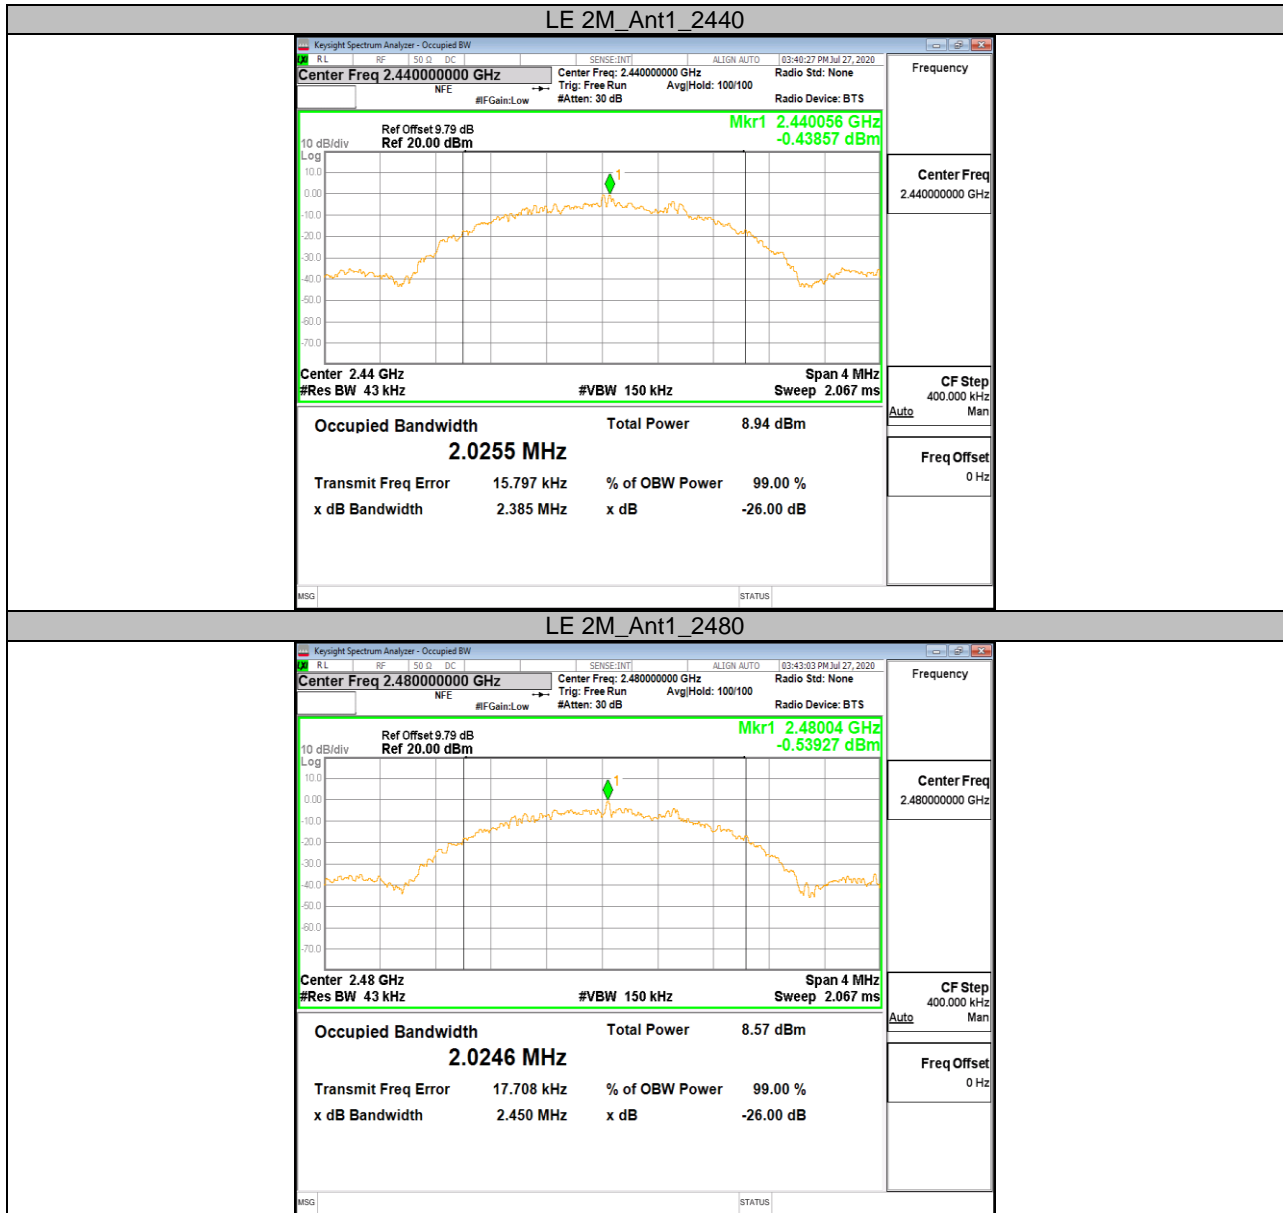 LE 2M_Ant1_2440
Keysight Spectrum Analyzer - Occupied BW
LXI RL RF 50 Ω DC SENSE:INT ALIGN AUTO 03:40:27 PM Jul 27, 2020
Center Freq 2.440000000 GHz Center Freq: 2.440000000 GHz Radio Std: None Frequency
NFE Trig: Free Run Avg|Hold: 100/100
#IFGain:Low #Atten: 30 dB Radio Device: BTS
Mkr1 2.440056 GHz
Ref Offset 9.79 dB -0.43857 dBm
10 dB/div Ref 20.00 dBm
Log
10.0
1
Center Freq
2.440000000 GHz
0.00
-10.0
-20.0
-30.0
-40.0
-50.0
-60.0
-70.0
Center 2.44 GHz Span 4 MHz
#Res BW 43 kHz #VBW 150 kHz Sweep 2.067 ms
CF Step
400.000 kHz
Auto Man
Occupied Bandwidth Total Power 8.94 dBm
2.0255 MHz
Freq Offset
0 Hz
Transmit Freq Error 15.797 kHz % of OBW Power 99.00 %
x dB Bandwidth 2.385 MHz x dB -26.00 dB
MSG STATUS
LE 2M_Ant1_2480
Keysight Spectrum Analyzer - Occupied BW
LXI RL RF 50 Ω DC SENSE:INT ALIGN AUTO 03:43:03 PM Jul 27, 2020
Center Freq 2.480000000 GHz Center Freq: 2.480000000 GHz Radio Std: None Frequency
NFE Trig: Free Run Avg|Hold: 100/100
#IFGain:Low #Atten: 30 dB Radio Device: BTS
Mkr1 2.48004 GHz
Ref Offset 9.79 dB -0.53927 dBm
10 dB/div Ref 20.00 dBm
Log
10.0
1
Center Freq
2.480000000 GHz
0.00
-10.0
-20.0
-30.0
-40.0
-50.0
-60.0
-70.0
Center 2.48 GHz Span 4 MHz
#Res BW 43 kHz #VBW 150 kHz Sweep 2.067 ms
CF Step
400.000 kHz
Auto Man
Occupied Bandwidth Total Power 8.57 dBm
2.0246 MHz
Freq Offset
0 Hz
Transmit Freq Error 17.708 kHz % of OBW Power 99.00 %
x dB Bandwidth 2.450 MHz x dB -26.00 dB
MSG STATUS